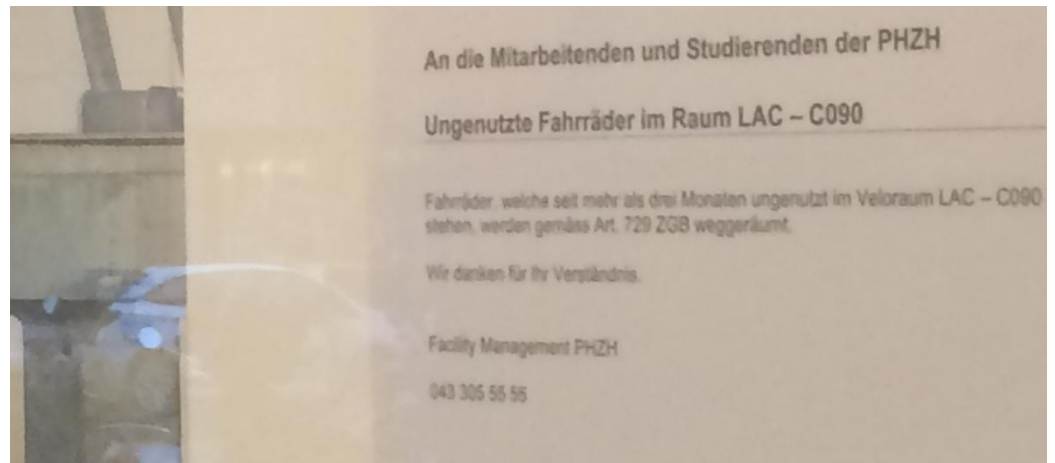 An die Mitarbeitenden und Studierenden der PHZH
Ungenutzte Fahrräder im Raum LAC – C090
Fahrräder, welche seit mehr als drei Monaten ungenutzt im Veloraum LAC – C090
stehen, werden gemäss Art. 729 ZGB weggeräumt.
Wir danken für Ihr Verständnis.
Facility Management PHZH
043 305 55 55